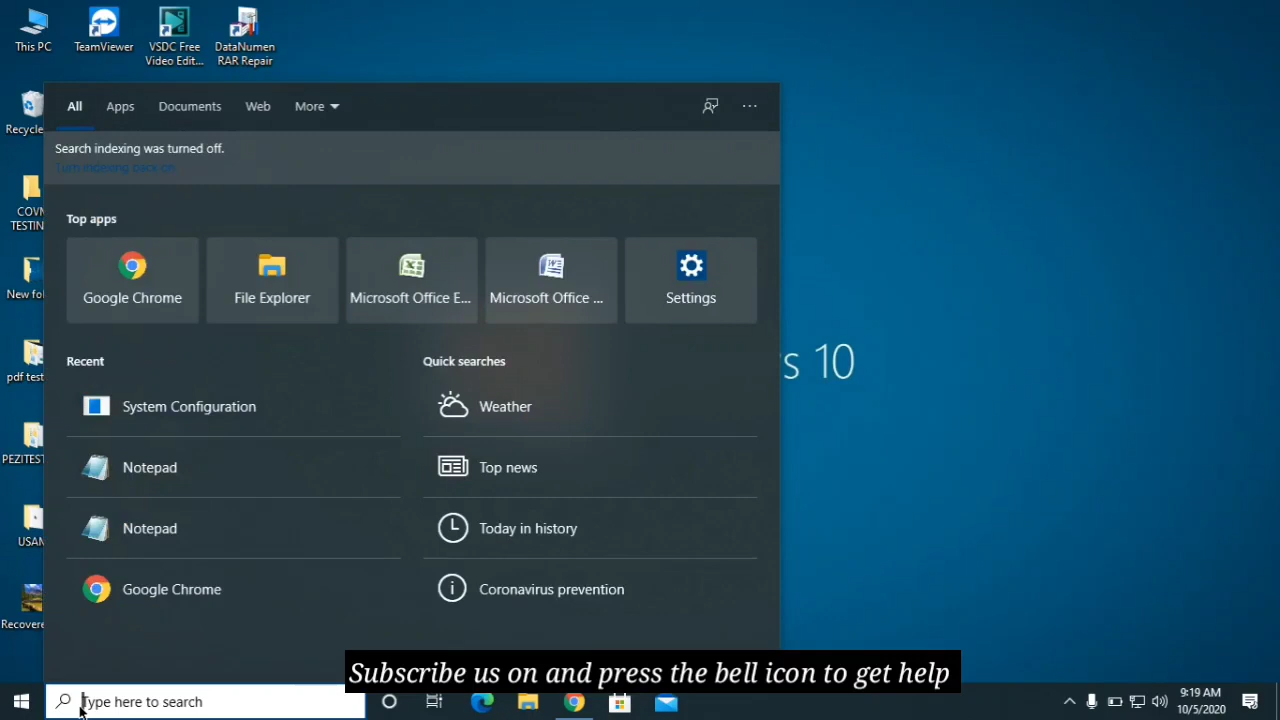 This PC
TeamViewer
VSDC Free
Video Edit...
DataNumen
RAR Repair
Recycle
COVM
TESTIN
New fol
pdf test
PEZITEST
USAN
Recovere
All
Apps
Documents
Web
More
...
Search indexing was turned off.
Turn indexing back on
Top apps
Google Chrome
File Explorer
Microsoft Office E...
Microsoft Office ...
Settings
Recent
System Configuration
Notepad
Notepad
Google Chrome
Quick searches
Weather
Top news
Today in history
Coronavirus prevention
s 10
Subscribe us on and press the bell icon to get help
Type here to search
9:19 AM
10/5/2020